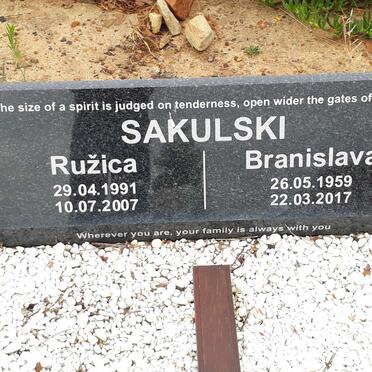 he size of a spirit is judged on tenderness, open wider the gates of
SAKULSKI
Ružica Branislava
29.04.1991 26.05.1959
10.07.2007 22.03.2017
Wherever you are, your family is always with you